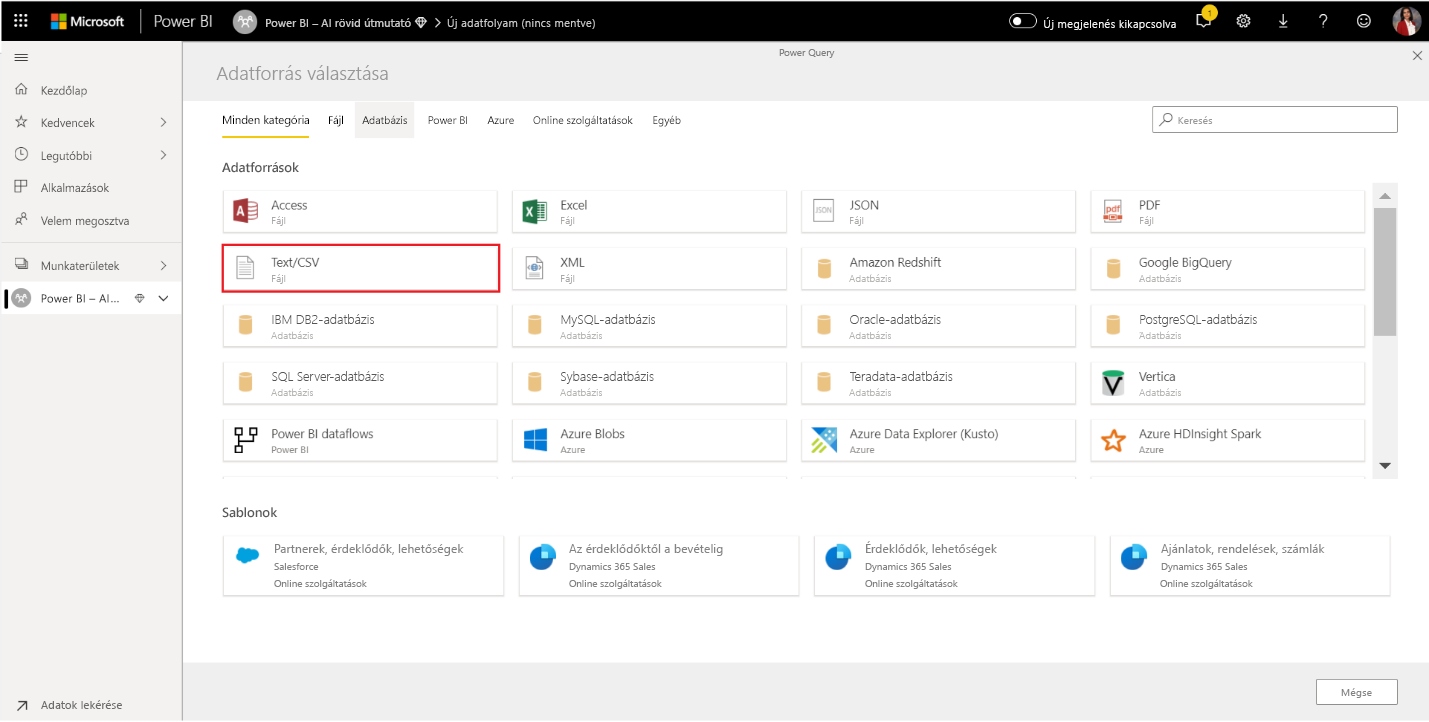 Microsoft Power BI Power BI – AI rövid útmutató Új adatfolyam (nincs mentve) Új megjelenés kikapcsolva 1 ?
Power Query
Adatforrás választása
Kezdőlap
Kedvencek
Legutóbbi
Alkalmazások
Velem megosztva
Munkaterületek
Power BI – AI...
Adatok lekérése
Minden kategória Fájl Adatbázis Power BI Azure Online szolgáltatások Egyéb Keresés
Adatforrások
Access
Fájl
Excel
Fájl
JSON
JSON
Fájl
pdf
PDF
Fájl
Text/CSV
Fájl
XML
Fájl
Amazon Redshift
Adatbázis
Google BigQuery
Adatbázis
IBM DB2-adatbázis
Adatbázis
MySQL-adatbázis
Adatbázis
Oracle-adatbázis
Adatbázis
PostgreSQL-adatbázis
Adatbázis
SQL Server-adatbázis
Adatbázis
Sybase-adatbázis
Adatbázis
Teradata-adatbázis
Adatbázis
Vertica
Adatbázis
Power BI dataflows
Power BI
Azure Blobs
Azure
Azure Data Explorer (Kusto)
Azure
Azure HDInsight Spark
Azure
Sablonok
Partnerek, érdeklődők, lehetőségek
Salesforce
Online szolgáltatások
Az érdeklődőktől a bevételig
Dynamics 365 Sales
Online szolgáltatások
Érdeklődők, lehetőségek
Dynamics 365 Sales
Online szolgáltatások
Ajánlatok, rendelések, számlák
Dynamics 365 Sales
Online szolgáltatások
Mégse